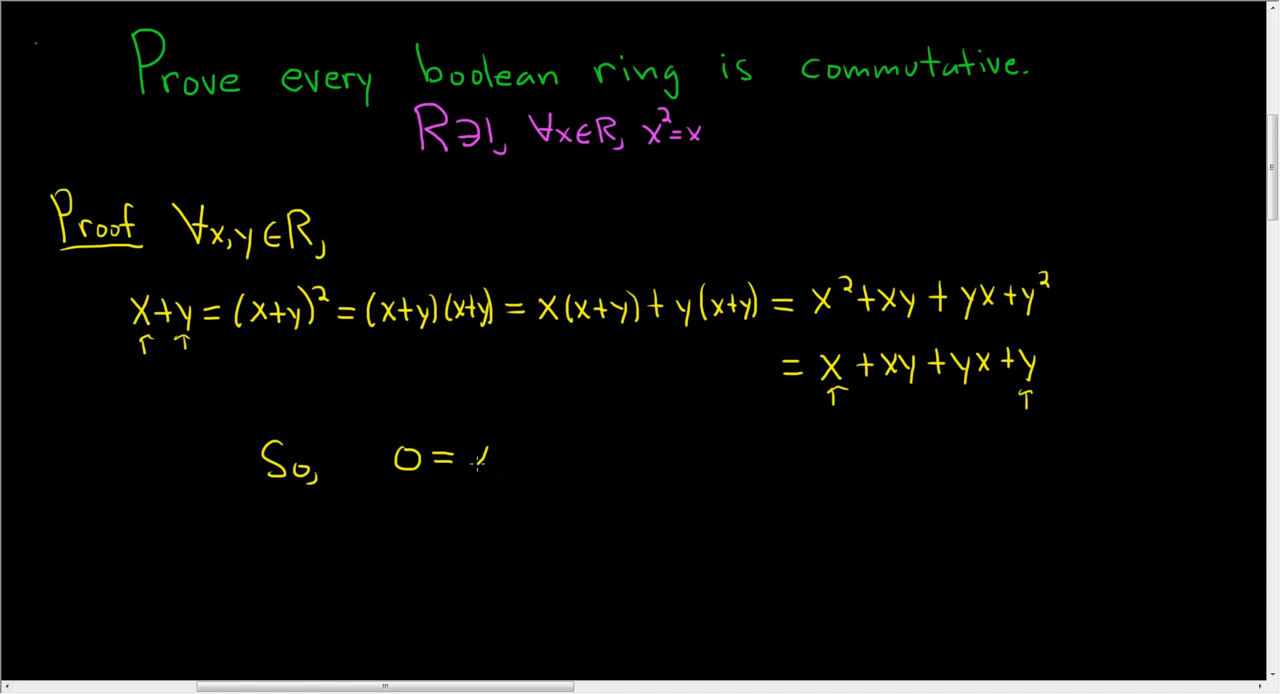 Prove every boolean ring is commutative.
R∋1, ∀x∈R, x²=x
Proof ∀x,y∈R,
x+y = (x+y)² = (x+y)(x+y) = x(x+y) + y(x+y) = x²+xy + yx+y²
= x +xy +yx +y
So, 0 =